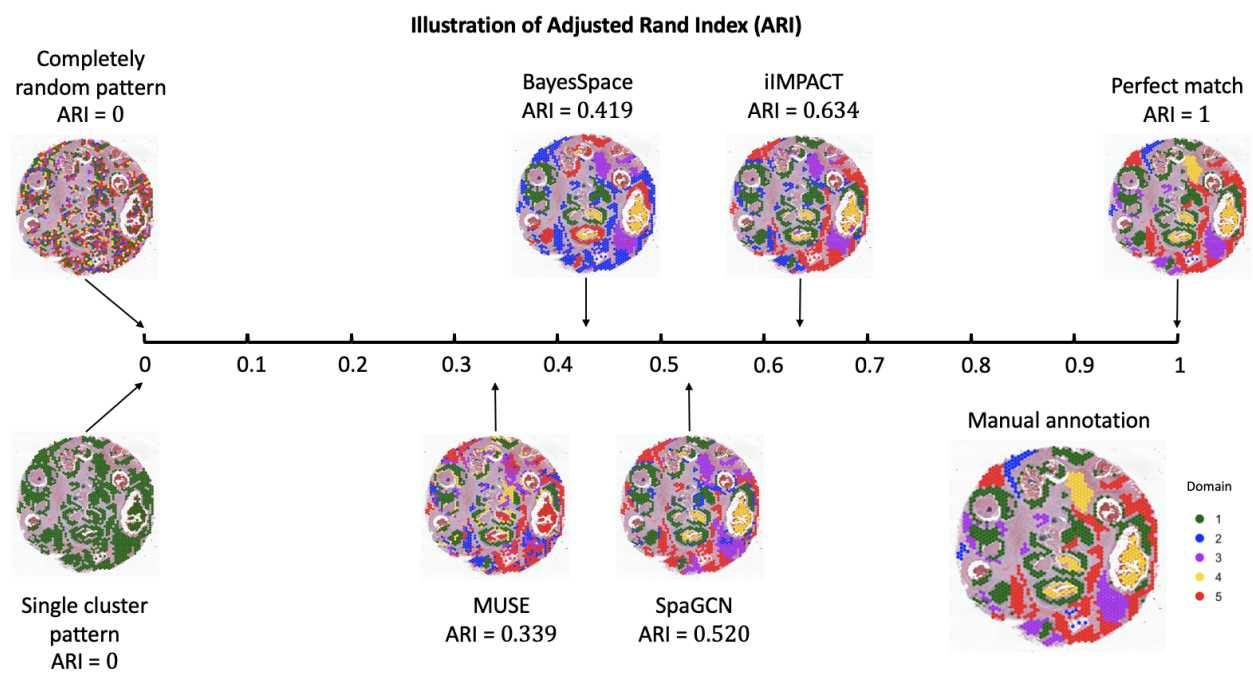 Illustration of Adjusted Rand Index (ARI)
Completely
random pattern
ARI = 0
BayesSpace
ARI = 0.419
iIMPACT
ARI = 0.634
Perfect match
ARI = 1
0 0.1 0.2 0.3 0.4 0.5 0.6 0.7 0.8 0.9 1
Single cluster
pattern
ARI = 0
MUSE
ARI = 0.339
SpaGCN
ARI = 0.520
Manual annotation
Domain
1
2
3
4
5